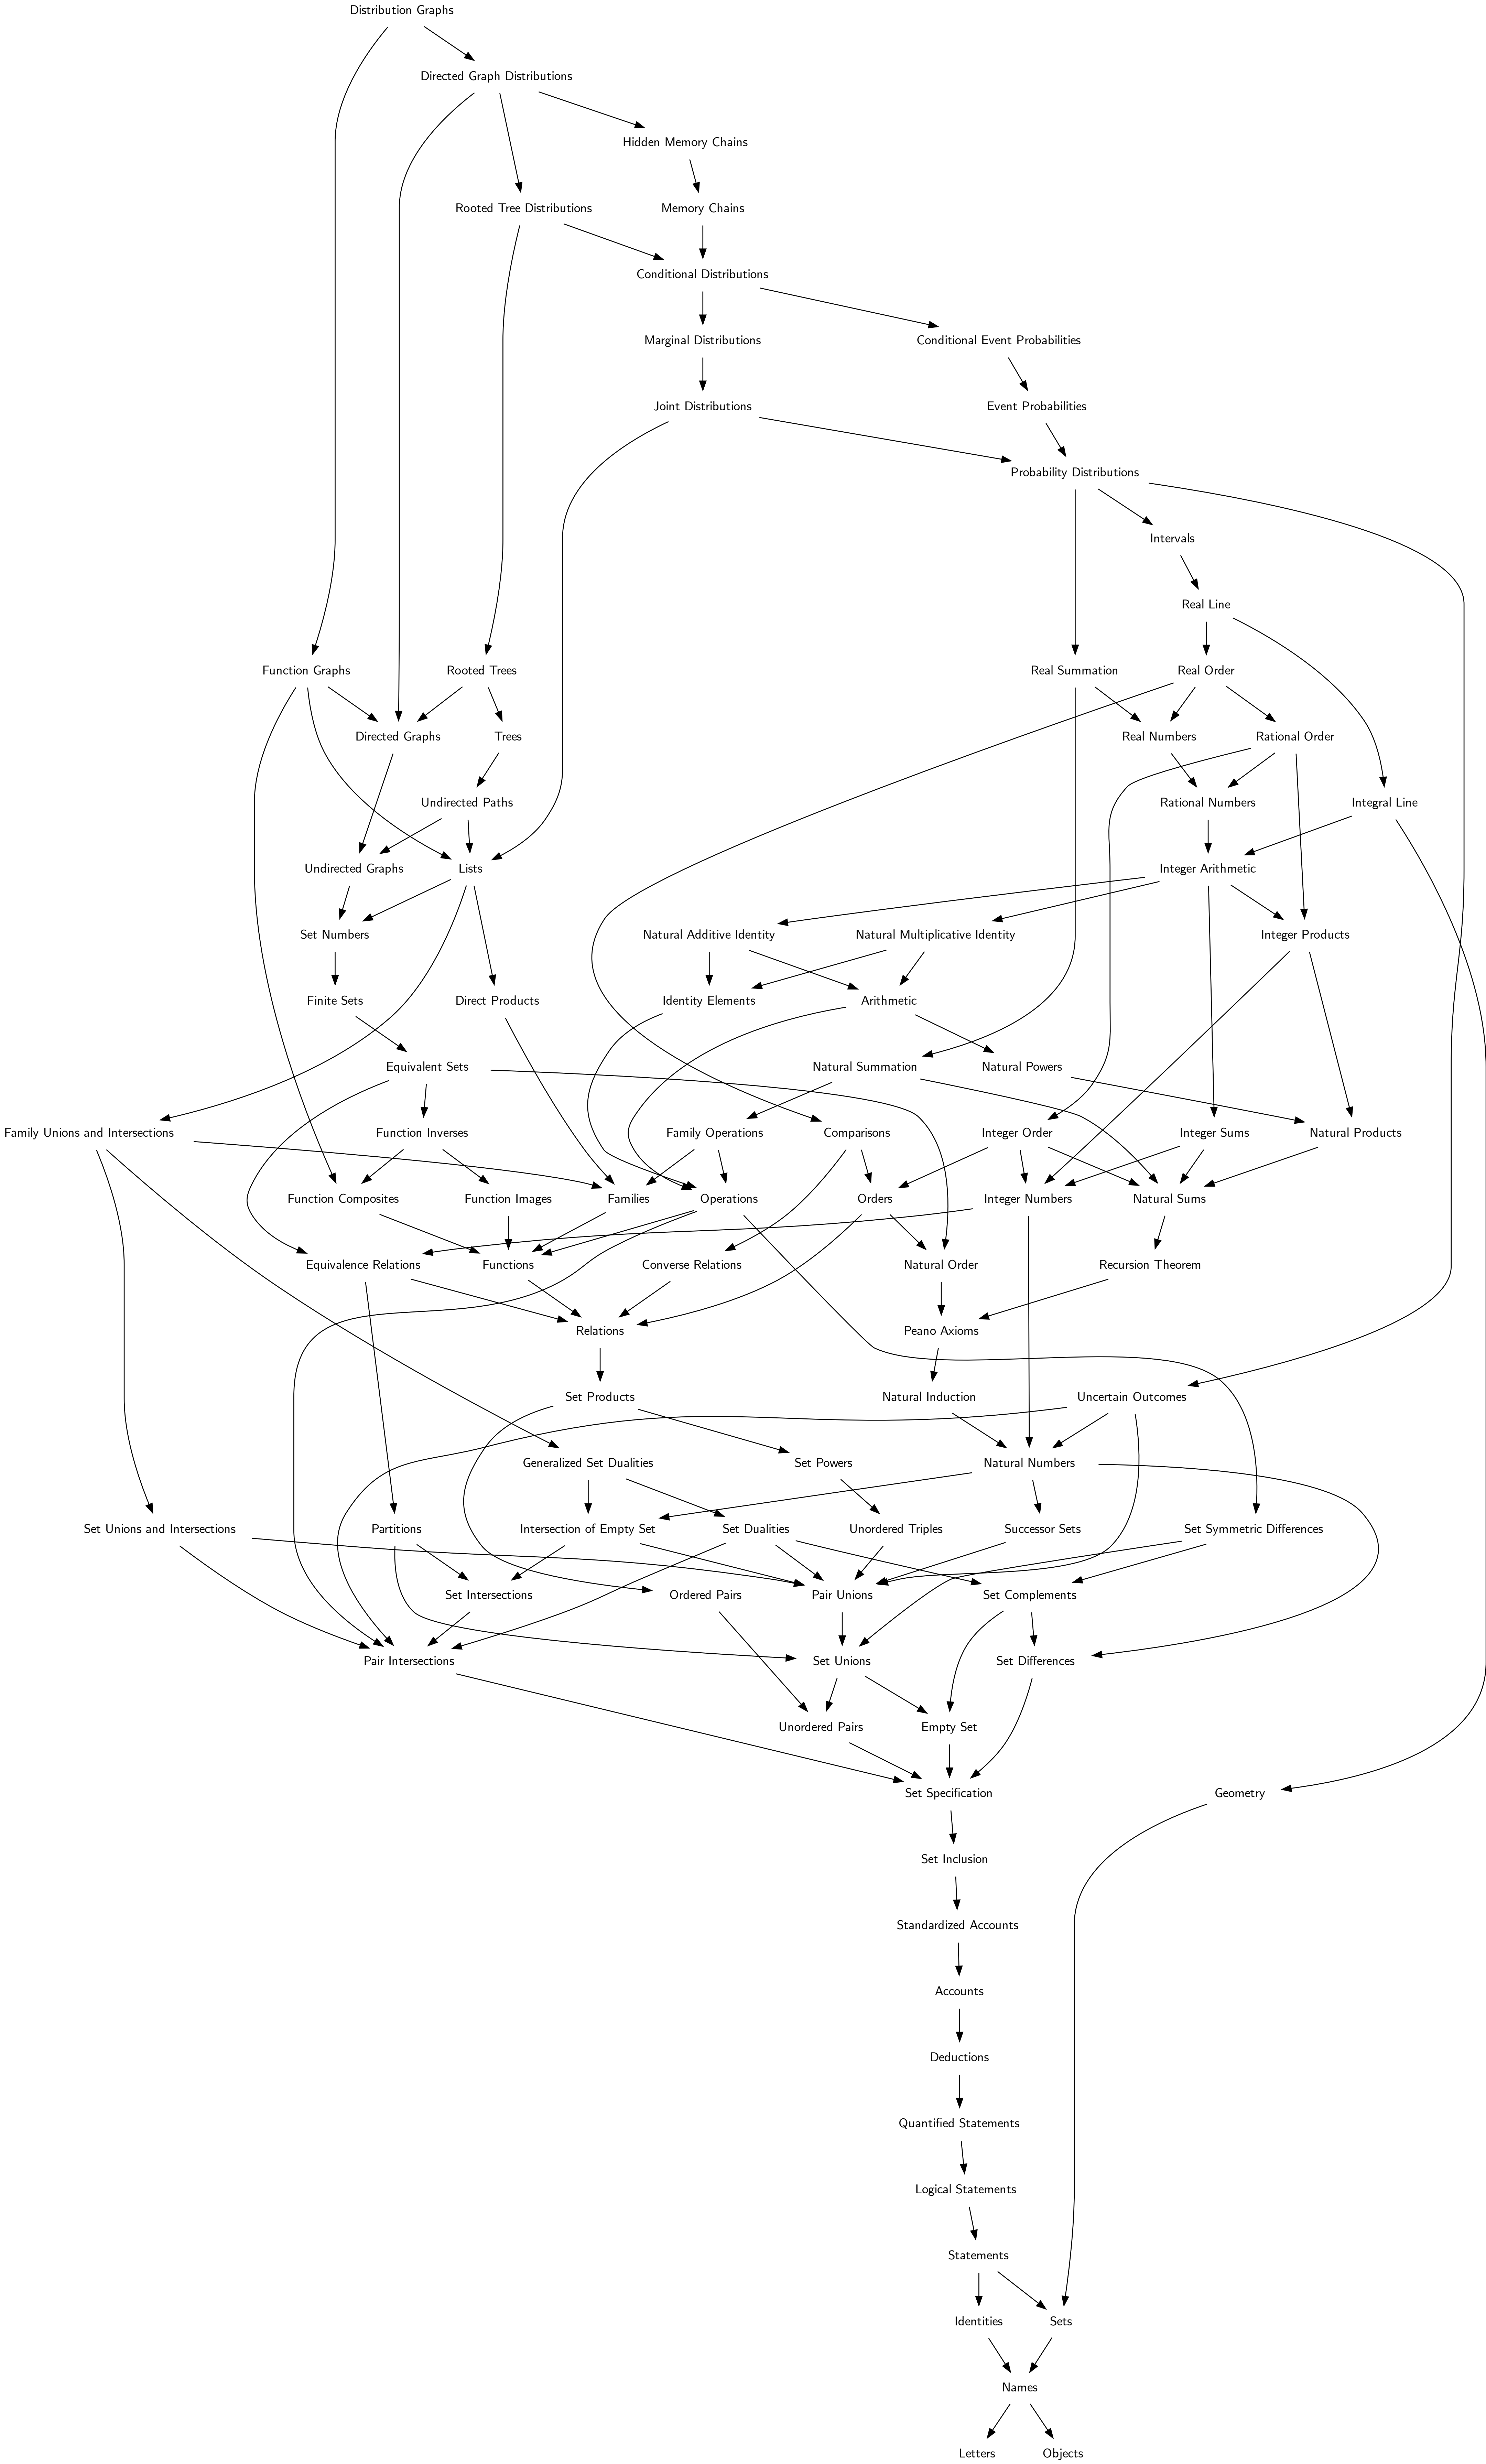 Distribution Graphs
Directed Graph Distributions
Hidden Memory Chains
Rooted Tree Distributions
Memory Chains
Conditional Distributions
Marginal Distributions
Conditional Event Probabilities
Joint Distributions
Event Probabilities
Probability Distributions
Intervals
Real Line
Function Graphs
Rooted Trees
Real Summation
Real Order
Directed Graphs
Trees
Real Numbers
Rational Order
Undirected Paths
Rational Numbers
Integral Line
Undirected Graphs
Lists
Integer Arithmetic
Set Numbers
Natural Additive Identity
Natural Multiplicative Identity
Integer Products
Finite Sets
Direct Products
Identity Elements
Arithmetic
Equivalent Sets
Natural Summation
Natural Powers
Family Unions and Intersections
Function Inverses
Family Operations
Comparisons
Integer Order
Integer Sums
Natural Products
Function Composites
Function Images
Families
Operations
Orders
Integer Numbers
Natural Sums
Equivalence Relations
Functions
Converse Relations
Natural Order
Recursion Theorem
Relations
Peano Axioms
Set Products
Natural Induction
Uncertain Outcomes
Generalized Set Dualities
Set Powers
Natural Numbers
Set Unions and Intersections
Partitions
Intersection of Empty Set
Set Dualities
Unordered Triples
Successor Sets
Set Symmetric Differences
Set Intersections
Ordered Pairs
Pair Unions
Set Complements
Pair Intersections
Set Unions
Set Differences
Unordered Pairs
Empty Set
Set Specification
Geometry
Set Inclusion
Standardized Accounts
Accounts
Deductions
Quantified Statements
Logical Statements
Statements
Identities
Sets
Names
Letters
Objects